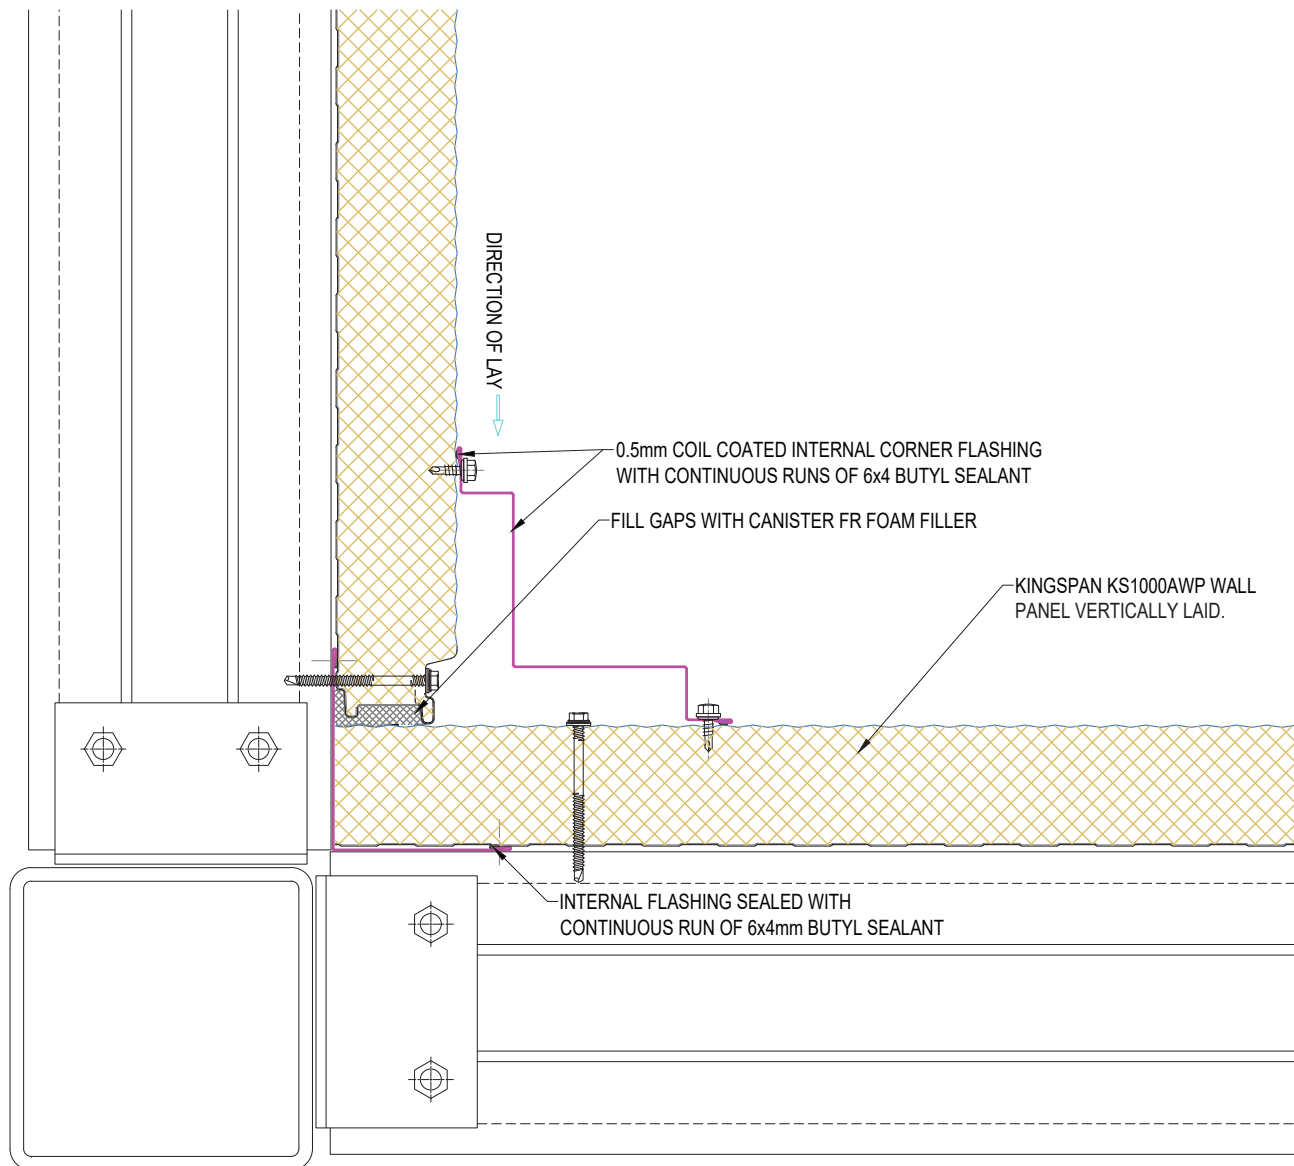 DIRECTION OF LAY
0.5mm COIL COATED INTERNAL CORNER FLASHING
WITH CONTINUOUS RUNS OF 6x4 BUTYL SEALANT
FILL GAPS WITH CANISTER FR FOAM FILLER
KINGSPAN KS1000AWP WALL
PANEL VERTICALLY LAID.
INTERNAL FLASHING SEALED WITH
CONTINUOUS RUN OF 6x4mm BUTYL SEALANT